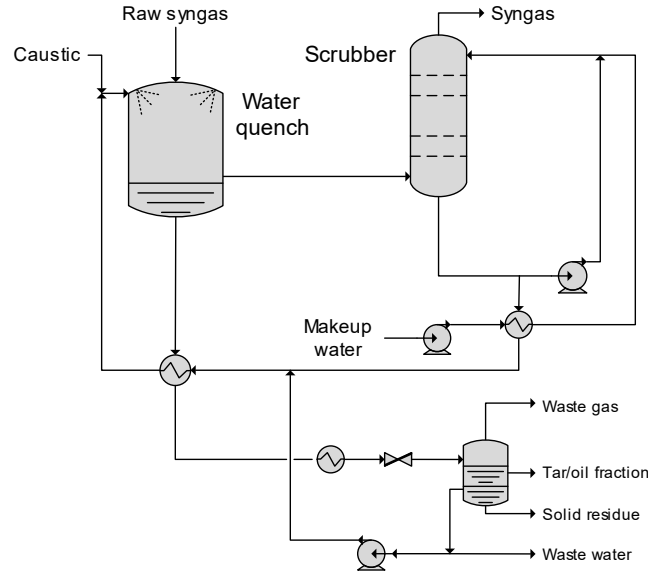 Raw syngas
Syngas
Caustic
Scrubber
Water
quench
Makeup
water
Waste gas
Tar/oil fraction
Solid residue
Waste water